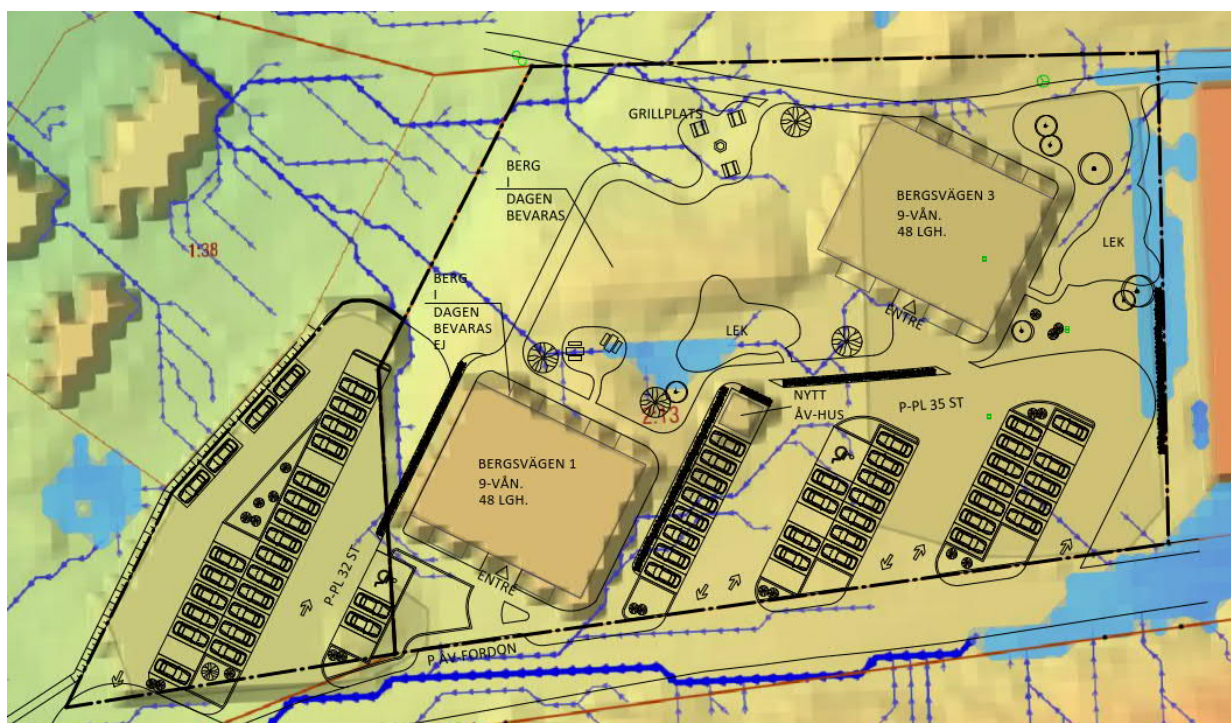 GRILLPLATS
BERG
I
DAGEN
BEVARAS
BERGSVÄGEN 3
9-VÅN.
48 LGH.
LEK
1:38
BERG
I
DAGEN
BEVARAS
EJ
ENTRE
LEK
NYTT
ÅV-HUS
P-PL 35 ST
2:13
BERGSVÄGEN 1
9-VÅN.
48 LGH.
P-PL 32 ST
ENTRE
P ÅV-FORDON